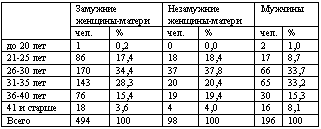 Замужние женщины-матери Незамужние женщины-матери Мужчины
чел. % чел. % чел. %
до 20 лет 1 0,2 0 0,0 2 1,0
21-25 лет 86 17,4 18 18,4 17 8,7
26-30 лет 170 34,4 37 37,8 66 33,7
31-35 лет 143 28,3 20 20,4 65 33,2
36-40 лет 76 15,4 19 19,4 30 15,3
41 и старше 18 3,6 4 4,0 16 8,1
Всего 494 100 98 100 196 100